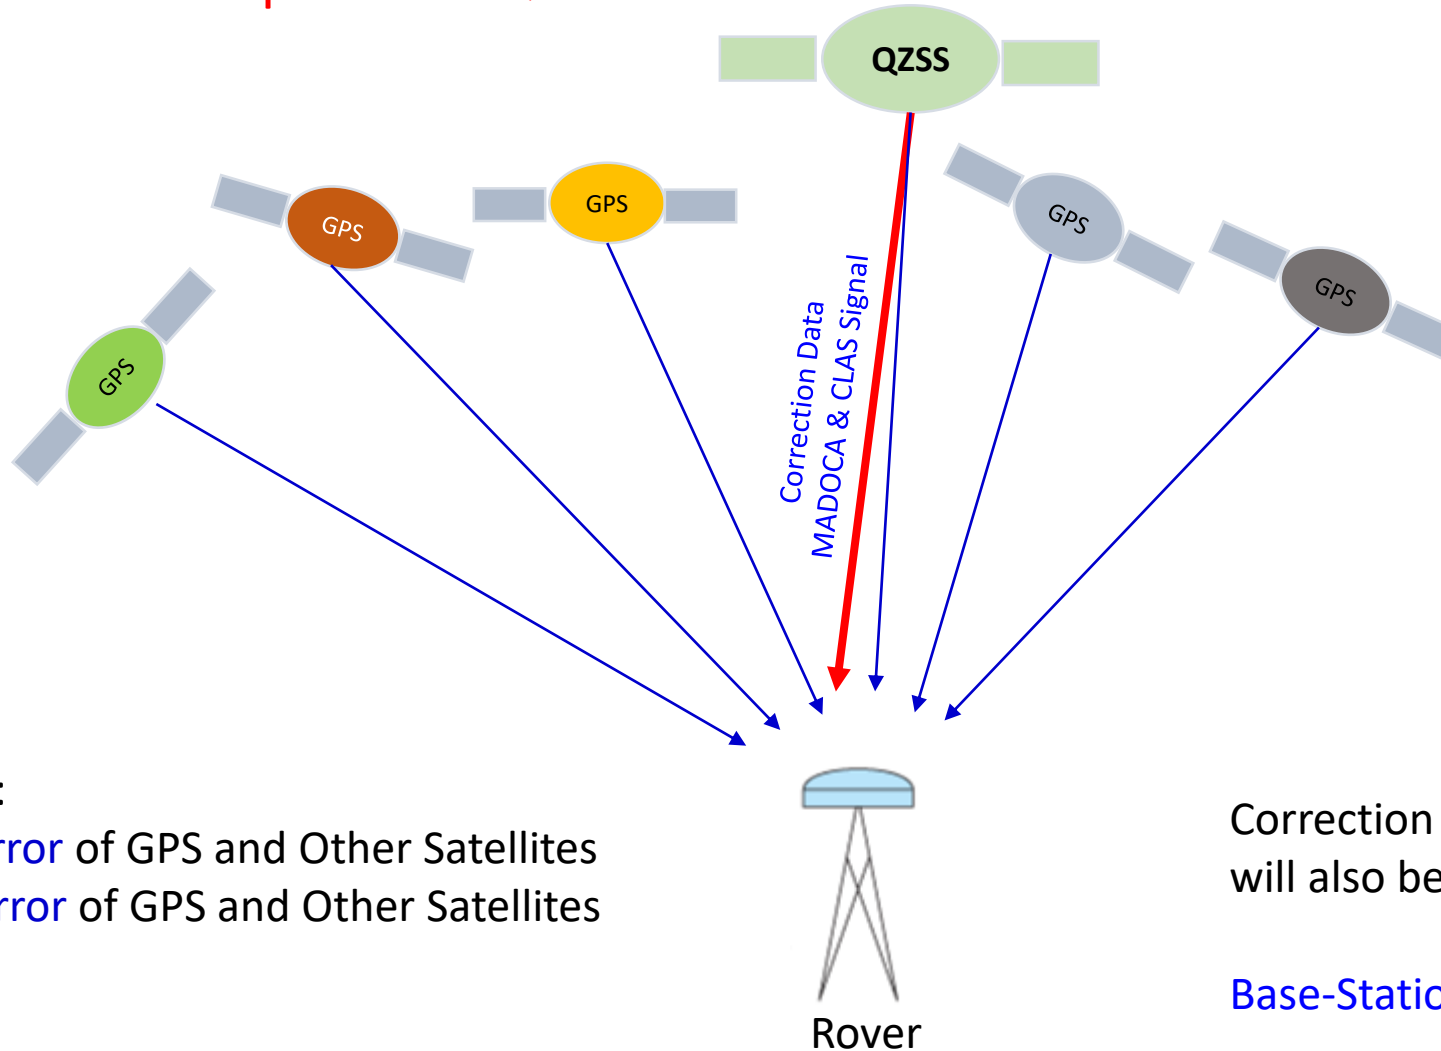 QZSS
GPS
GPS
GPS
GPS
GPS
Correction Data
MADOCA & CLAS Signal
:
rror of GPS and Other Satellites
rror of GPS and Other Satellites
Correction
will also be
Base-Statio
Rover